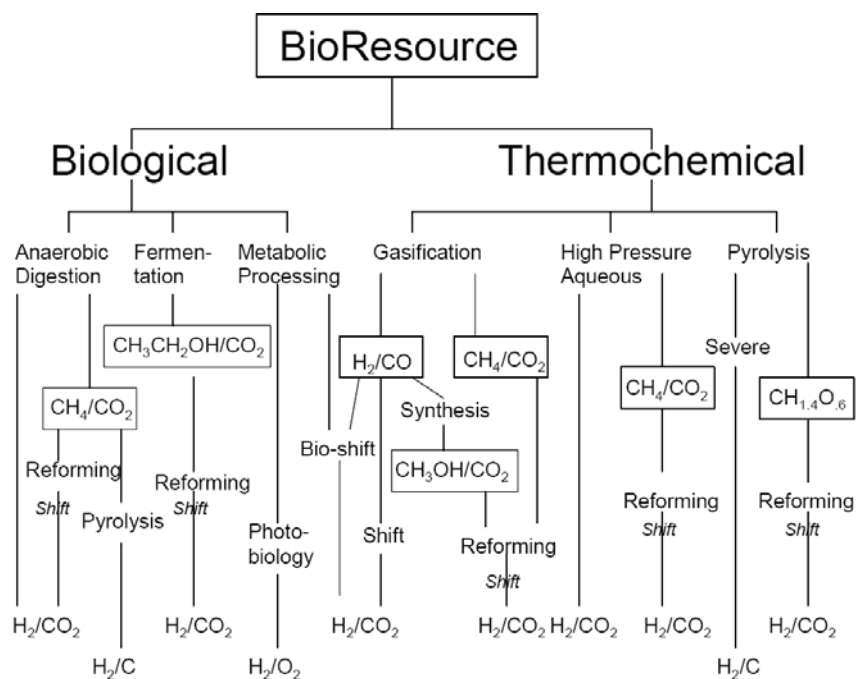 BioResource
Biological
Thermochemical
Anaerobic
Digestion
Fermen-
tation
Metabolic
Processing
Gasification
High Pressure
Aqueous
Pyrolysis
CH₃CH₂OH/CO₂
H₂/CO
CH₄/CO₂
Severe
CH₄/CO₂
CH₁.₄O.₆
CH₄/CO₂
Synthesis
Bio-shift
CH₃OH/CO₂
Reforming
Shift
Pyrolysis
Reforming
Shift
Photo-
biology
Shift
Reforming
Shift
Reforming
Shift
Reforming
Shift
H₂/CO₂
H₂/CO₂
H₂/CO₂
H₂/CO₂
H₂/CO₂
H₂/CO₂
H₂/CO₂
H₂/C
H₂/O₂
H₂/C